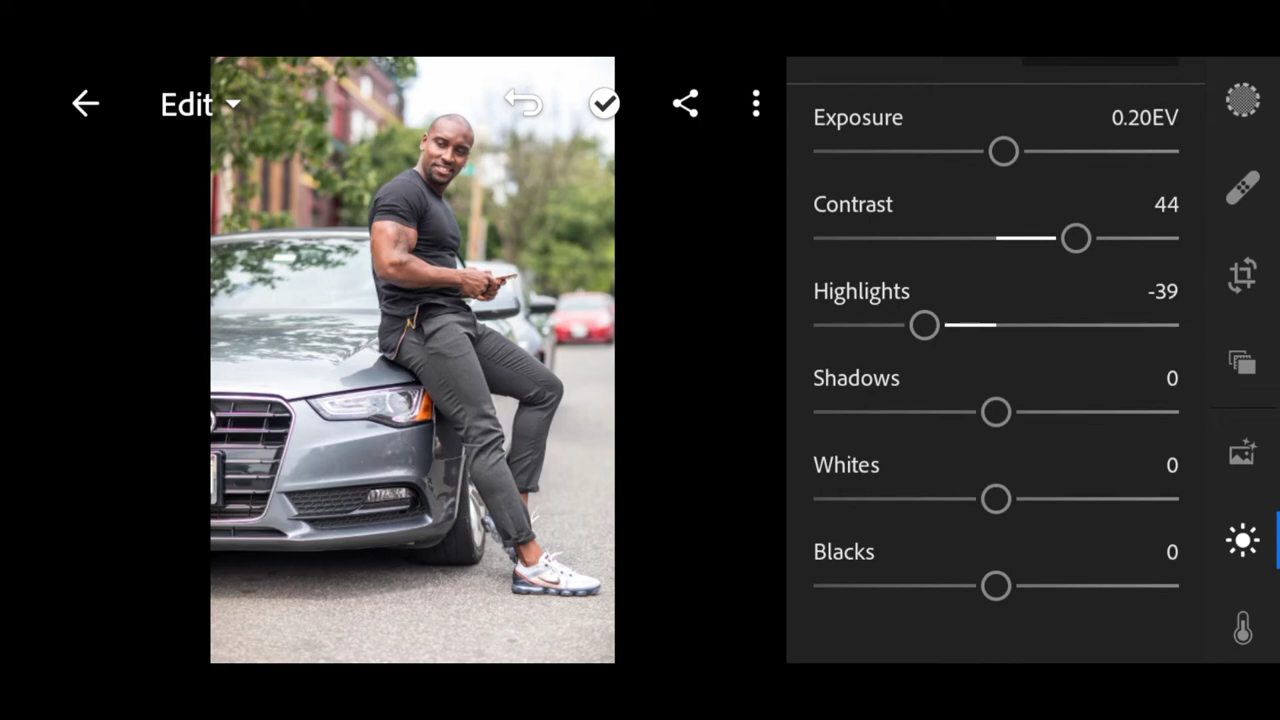 Edit
Exposure 0.20EV
Contrast 44
Highlights -39
Shadows 0
Whites 0
Blacks 0